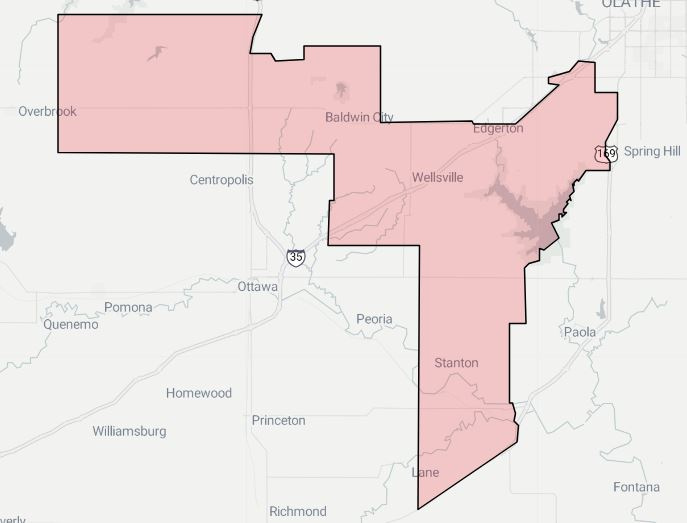 OLATHE
Overbrook
Baldwin City
Edgerton
169
Spring Hill
Centropolis
Wellsville
35
Ottawa
Pomona
Quenemo
Peoria
Paola
Stanton
Homewood
Princeton
Williamsburg
Lane
Fontana
Richmond
verly